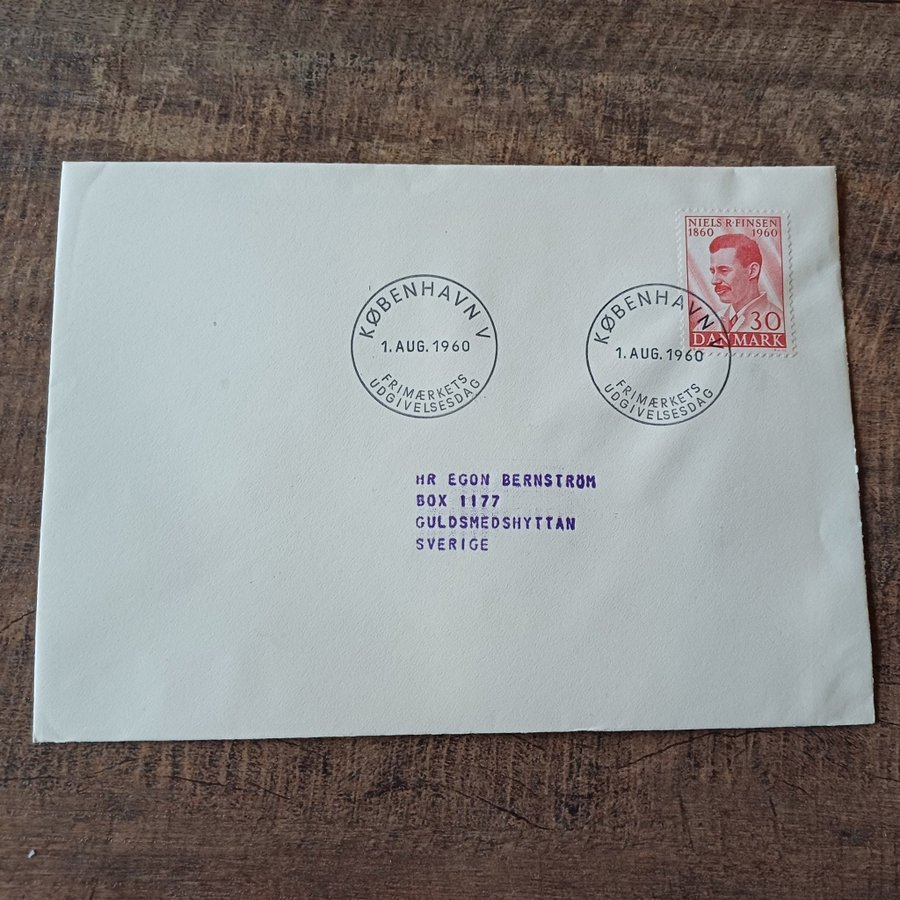 NIELS R·FINSEN
1860 1960
30
DANMARK
KØBENHAVN V
1. AUG. 1960
FRIMÆRKETS
UDGIVELSESDAG
KØBENHAVN V
1. AUG. 1960
FRIMÆRKETS
UDGIVELSESDAG
HR EGON BERNSTRØM
BOX 1177
GULDSMEDSHYTTAN
SVERIGE